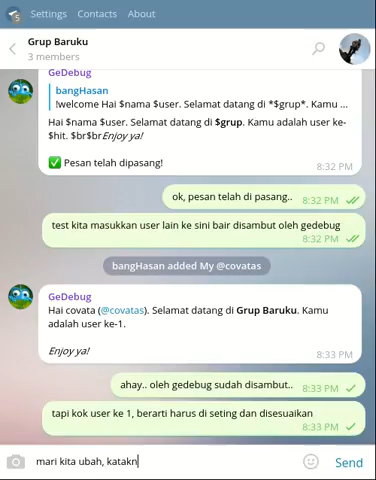 5 Settings Contacts About
Grup Baruku
3 members
GeDebug
bangHasan
!welcome Hai $nama $user. Selamat datang di *$grup*. Kamu ...
Hai $nama $user. Selamat datang di $grup. Kamu adalah user ke-
$hit. $br$brEnjoy ya!
✅ Pesan telah dipasang!
8:32 PM
ok, pesan telah di pasang.. 8:32 PM
test kita masukkan user lain ke sini bair disambut oleh gedebug
8:32 PM
bangHasan added My @covatas
GeDebug
Hai covata (@covatas). Selamat datang di Grup Baruku. Kamu
adalah user ke-1.
Enjoy ya!
8:33 PM
ahay.. oleh gedebug sudah disambut.. 8:33 PM
tapi kok user ke 1, berarti harus di seting dan disesuaikan
8:33 PM
mari kita ubah, katakn Send